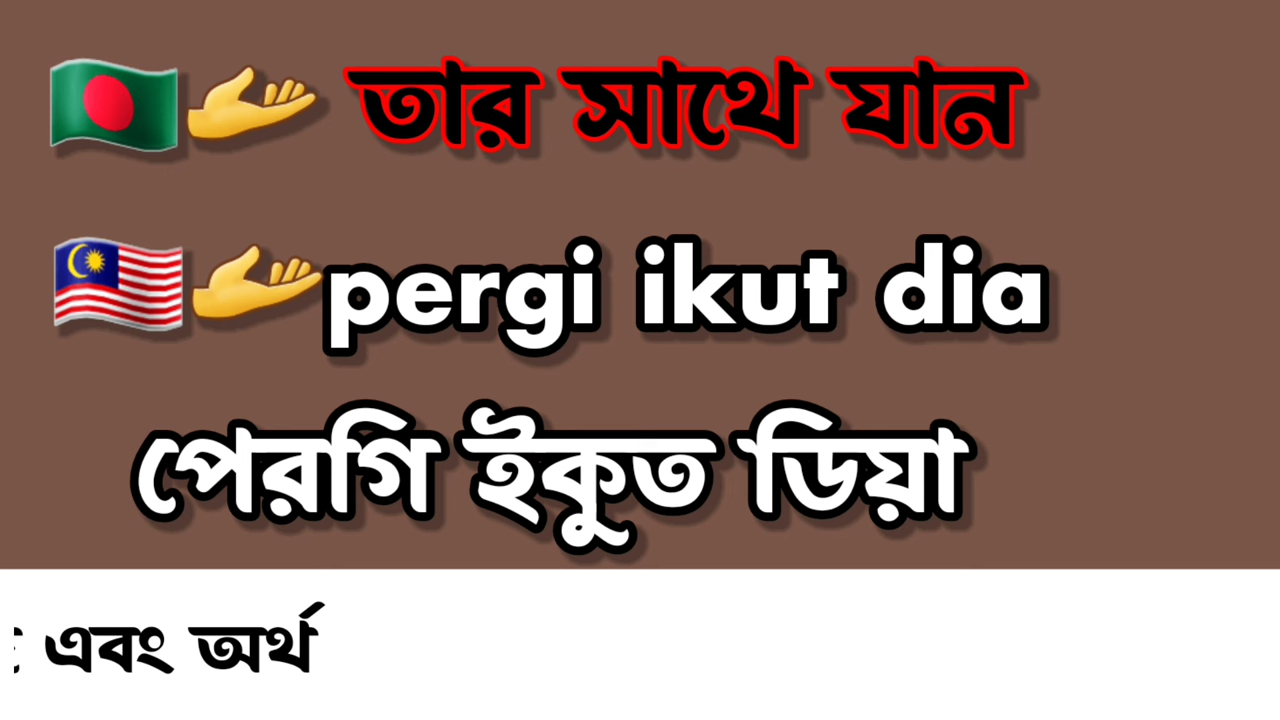 তার সাথে যান
pergi ikut dia
পেরগি ইকুত ডিয়া
এবং অর্থ